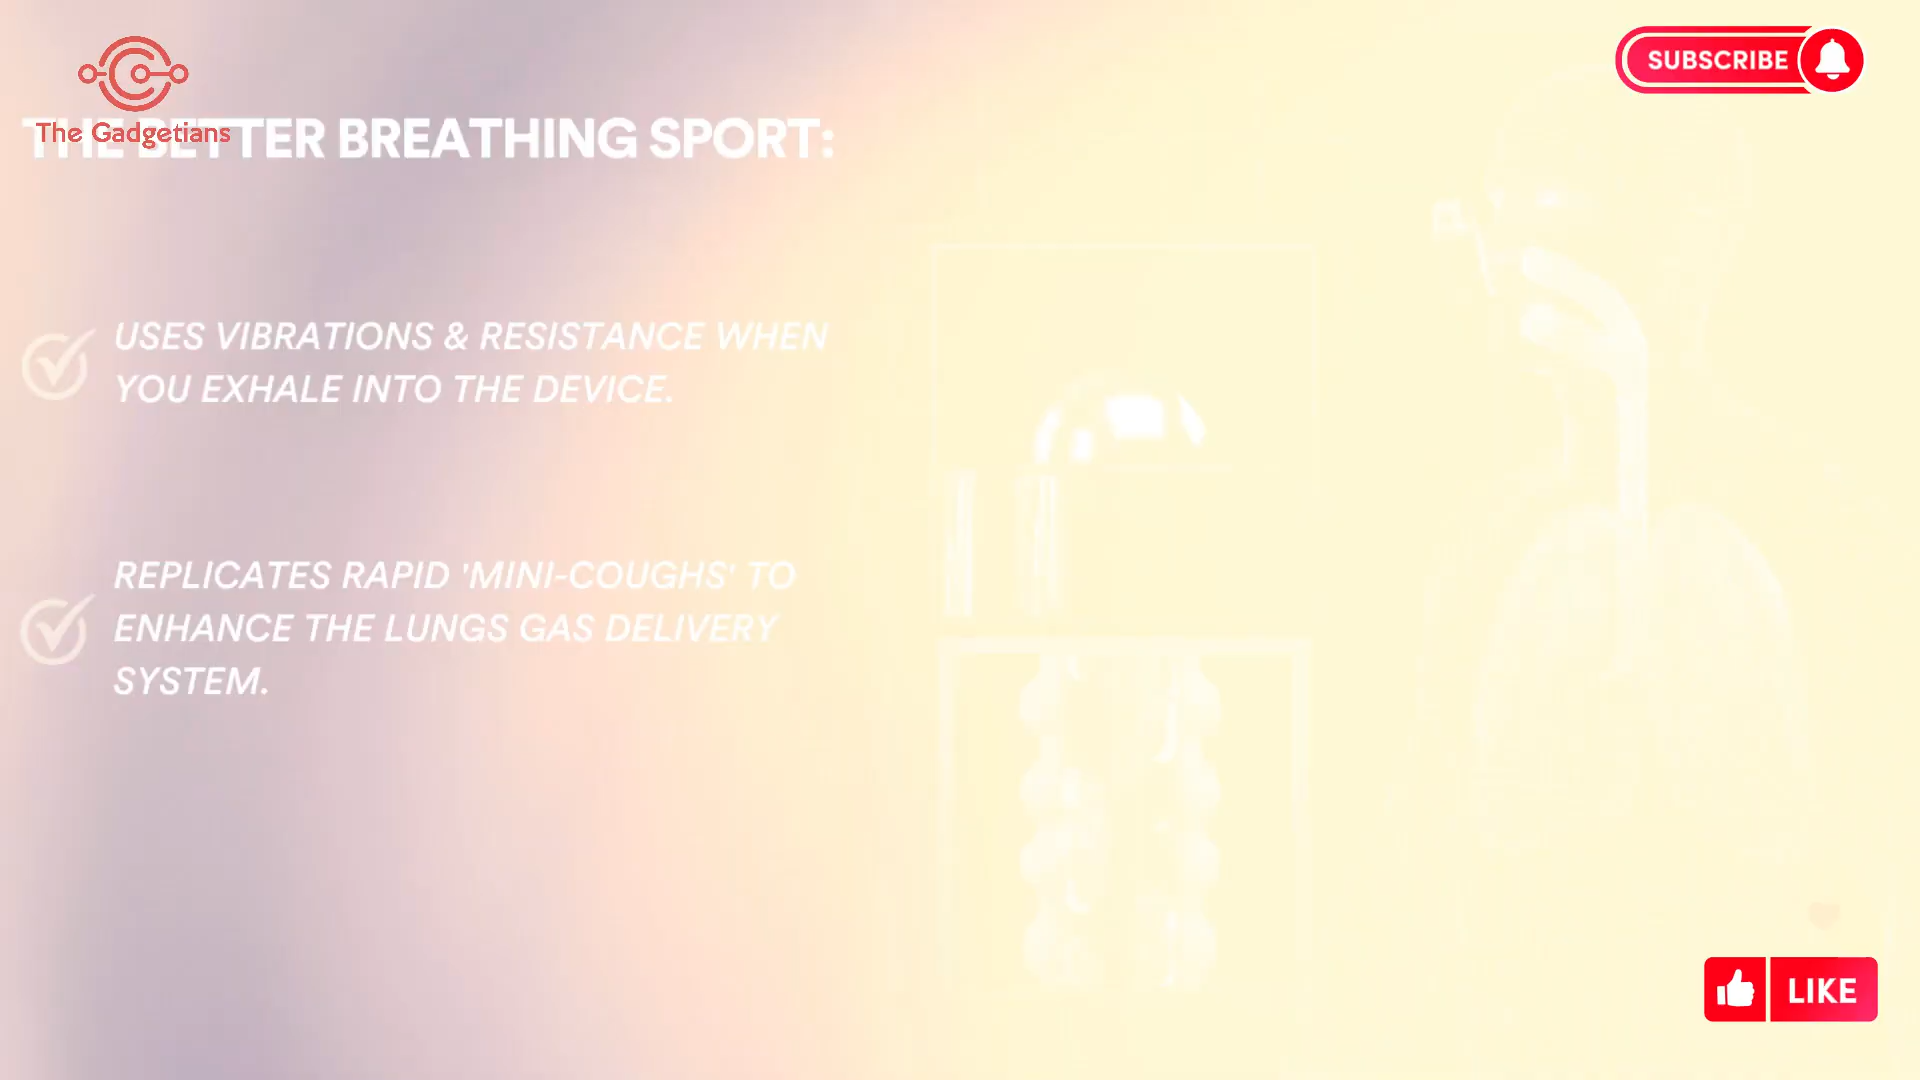 The Gadgetians
SUBSCRIBE
THE BETTER BREATHING SPORT:
USES VIBRATIONS & RESISTANCE WHEN
YOU EXHALE INTO THE DEVICE.
REPLICATES RAPID 'MINI-COUGHS' TO
ENHANCE THE LUNGS GAS DELIVERY
SYSTEM.
LIKE